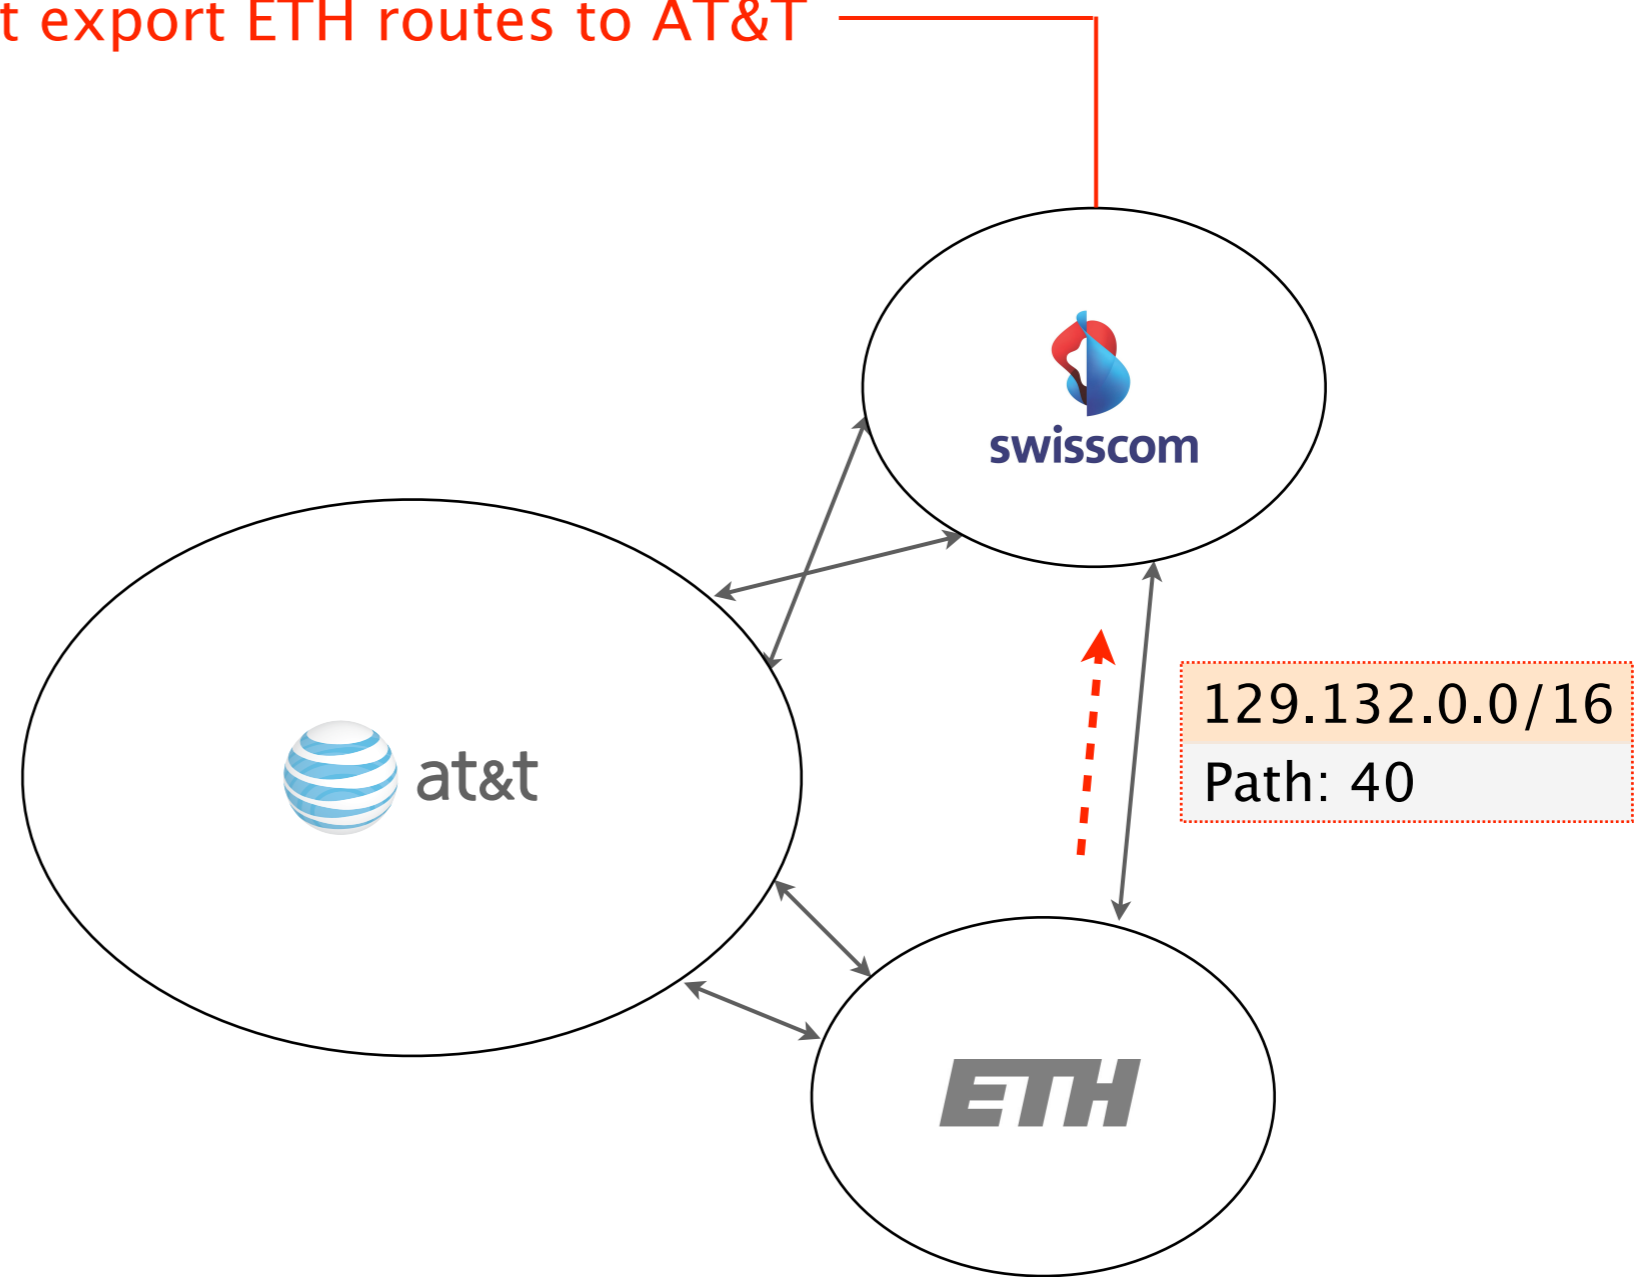 t export ETH routes to AT&T
swisscom
at&t
129.132.0.0/16
Path: 40
ETH